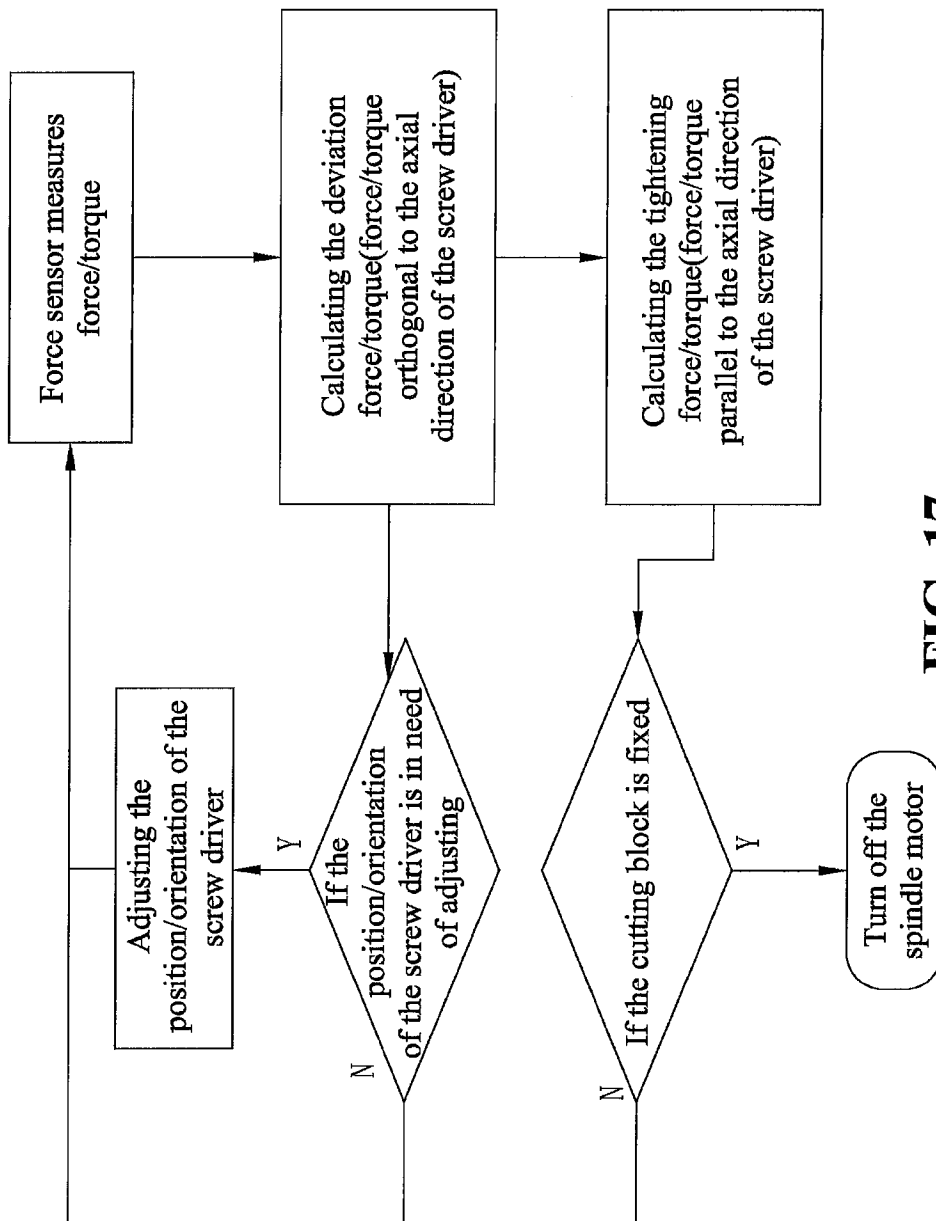 Force sensor measures
force/torque
Calculating the deviation
force/torque(force/torque
orthogonal to the axial
direction of the screw driver)
Calculating the tightening
force/torque(force/torque
parallel to the axial direction
of the screw driver)
Adjusting the
position/orientation of the
screw driver
Y
If the
position/orientation
of the screw driver is in need
of adjusting
N
If the cutting block is fixed
N
Y
Turn off the
spindle motor
FIG. 17